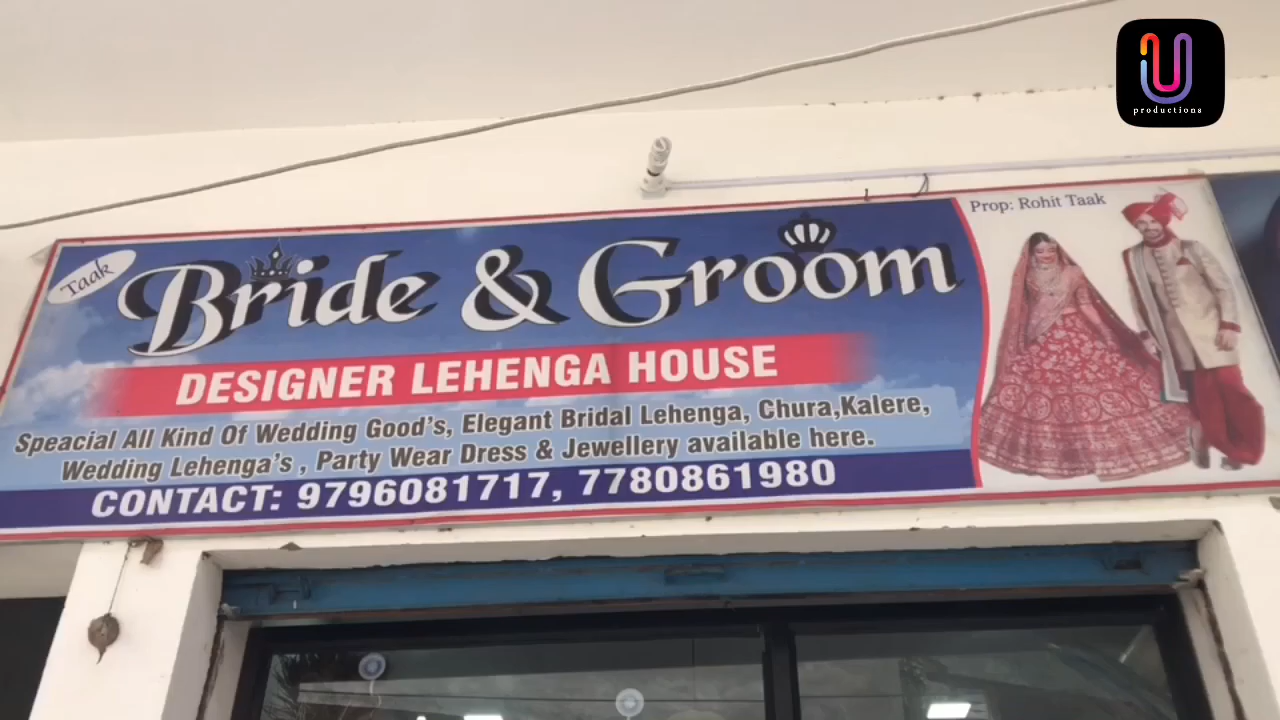 U
productions
Prop: Rohit Taak
Taak
Bride & Groom
DESIGNER LEHENGA HOUSE
Speacial All Kind Of Wedding Good's, Elegant Bridal Lehenga, Chura,Kalere,
Wedding Lehenga's , Party Wear Dress & Jewellery available here.
CONTACT: 9796081717, 7780861980